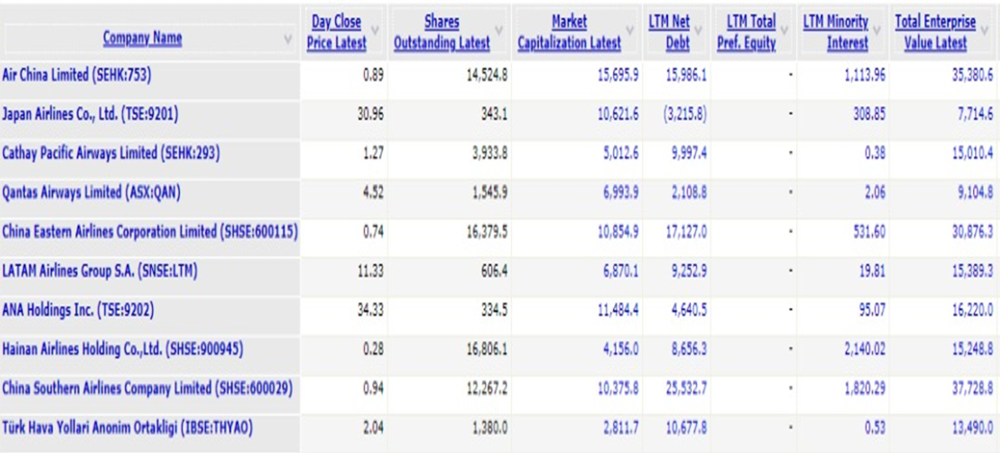 Company Name Day Close Price Latest Shares Outstanding Latest Market Capitalization Latest LTM Net Debt LTM Total Pref. Equity LTM Minority Interest Total Enterprise Value Latest
Air China Limited (SEHK:753) 0.89 14,524.8 15,695.9 15,986.1 - 1,113.96 35,380.6
Japan Airlines Co., Ltd. (TSE:9201) 30.96 343.1 10,621.6 (3,215.8) - 308.85 7,714.6
Cathay Pacific Airways Limited (SEHK:293) 1.27 3,933.8 5,012.6 9,997.4 - 0.38 15,010.4
Qantas Airways Limited (ASX:QAN) 4.52 1,545.9 6,993.9 2,108.8 - 2.06 9,104.8
China Eastern Airlines Corporation Limited (SHSE:600115) 0.74 16,379.5 10,854.9 17,127.0 - 531.60 30,876.3
LATAM Airlines Group S.A. (SNSE:LTM) 11.33 606.4 6,870.1 9,252.9 - 19.81 15,389.3
ANA Holdings Inc. (TSE:9202) 34.33 334.5 11,484.4 4,640.5 - 95.07 16,220.0
Hainan Airlines Holding Co.,Ltd. (SHSE:900945) 0.28 16,806.1 4,156.0 8,656.3 - 2,140.02 15,248.8
China Southern Airlines Company Limited (SHSE:600029) 0.94 12,267.2 10,375.8 25,532.7 - 1,820.29 37,728.8
Türk Hava Yollari Anonim Ortakligi (IBSE:THYAO) 2.04 1,380.0 2,811.7 10,677.8 - 0.53 13,490.0